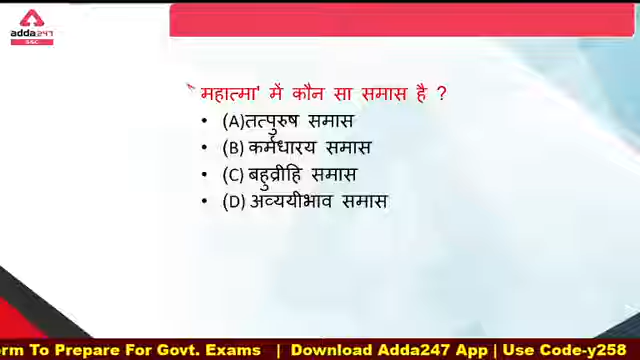 adda247
SSC
`महात्मा' में कौन सा समास है ?
• (A)तत्पुरुष समास
• (B) कर्मधारय समास
• (C) बहुव्रीहि समास
• (D) अव्ययीभाव समास
orm To Prepare For Govt. Exams | Download Adda247 App | Use Code-y258